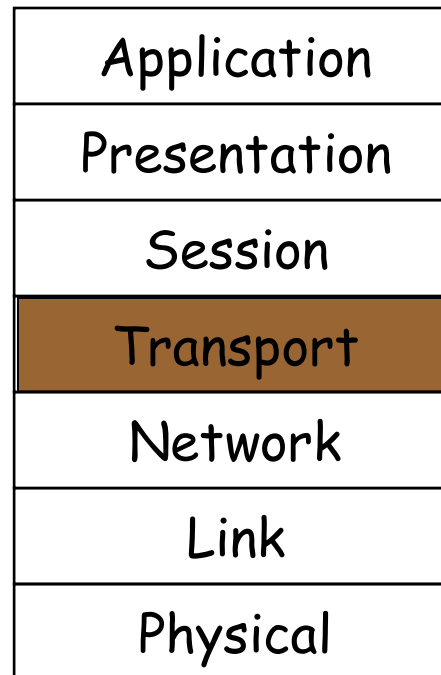 Application
Presentation
Session
Transport
Network
Link
Physical